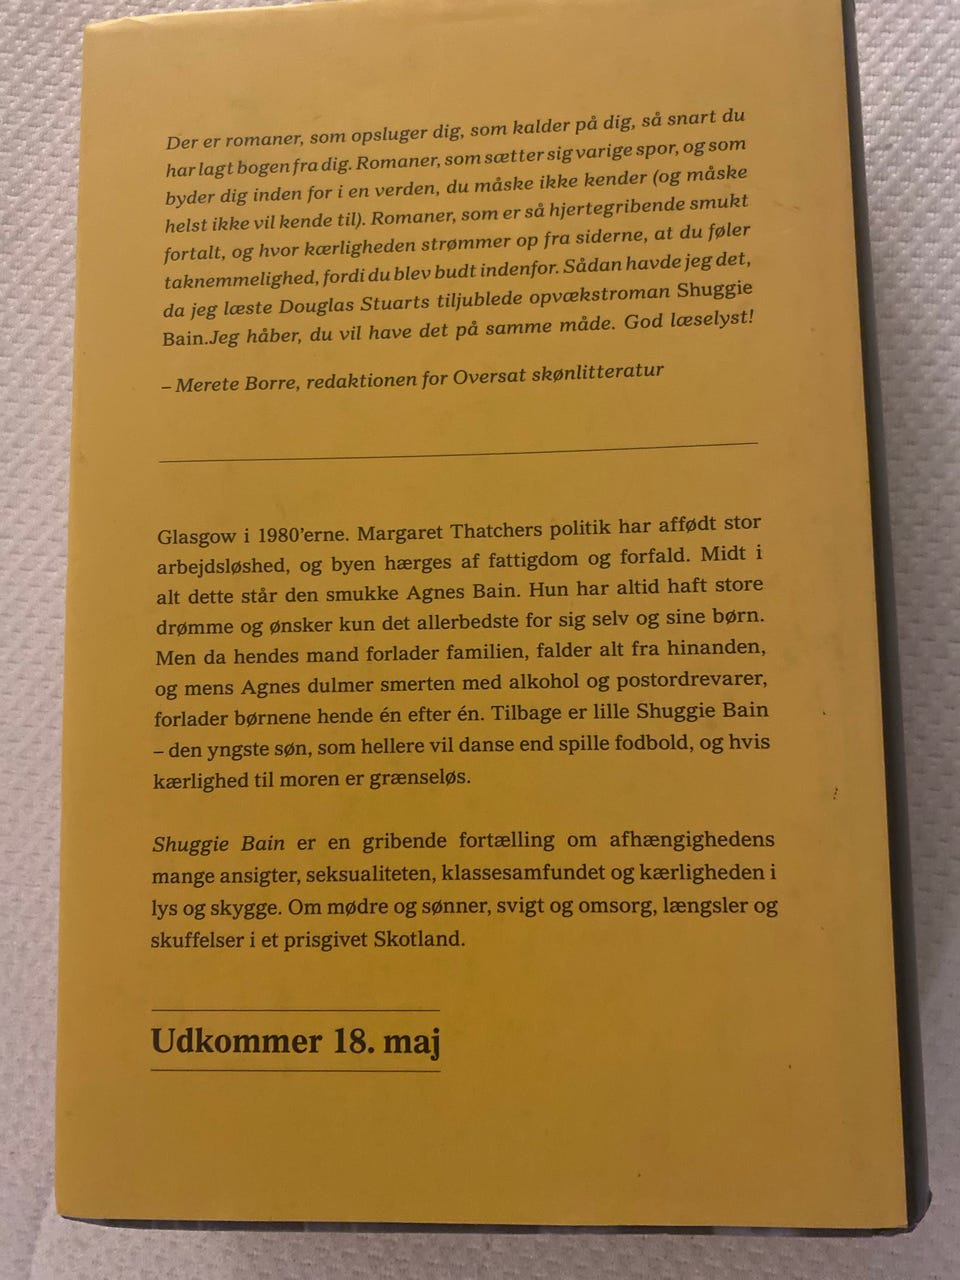 Der er romaner, som opsluger dig, som kalder på dig, så snart du
har lagt bogen fra dig. Romaner, som sætter sig varige spor, og som
byder dig inden for i en verden, du måske ikke kender (og måske
helst ikke vil kende til). Romaner, som er så hjertegribende smukt
fortalt, og hvor kærligheden strømmer op fra siderne, at du føler
taknemmelighed, fordi du blev budt indenfor. Sådan havde jeg det,
da jeg læste Douglas Stuarts tiljublede opvækstroman Shuggie
Bain.Jeg håber, du vil have det på samme måde. God læselyst!
– Merete Borre, redaktionen for Oversat skønlitteratur
Glasgow i 1980’erne. Margaret Thatchers politik har affødt stor
arbejdsløshed, og byen hærges af fattigdom og forfald. Midt i
alt dette står den smukke Agnes Bain. Hun har altid haft store
drømme og ønsker kun det allerbedste for sig selv og sine børn.
Men da hendes mand forlader familien, falder alt fra hinanden,
og mens Agnes dulmer smerten med alkohol og postordrevarer,
forlader børnene hende én efter én. Tilbage er lille Shuggie Bain
– den yngste søn, som hellere vil danse end spille fodbold, og hvis
kærlighed til moren er grænseløs.
Shuggie Bain er en gribende fortælling om afhængighedens
mange ansigter, seksualiteten, klassesamfundet og kærligheden i
lys og skygge. Om mødre og sønner, svigt og omsorg, længsler og
skuffelser i et prisgivet Skotland.
Udkommer 18. maj